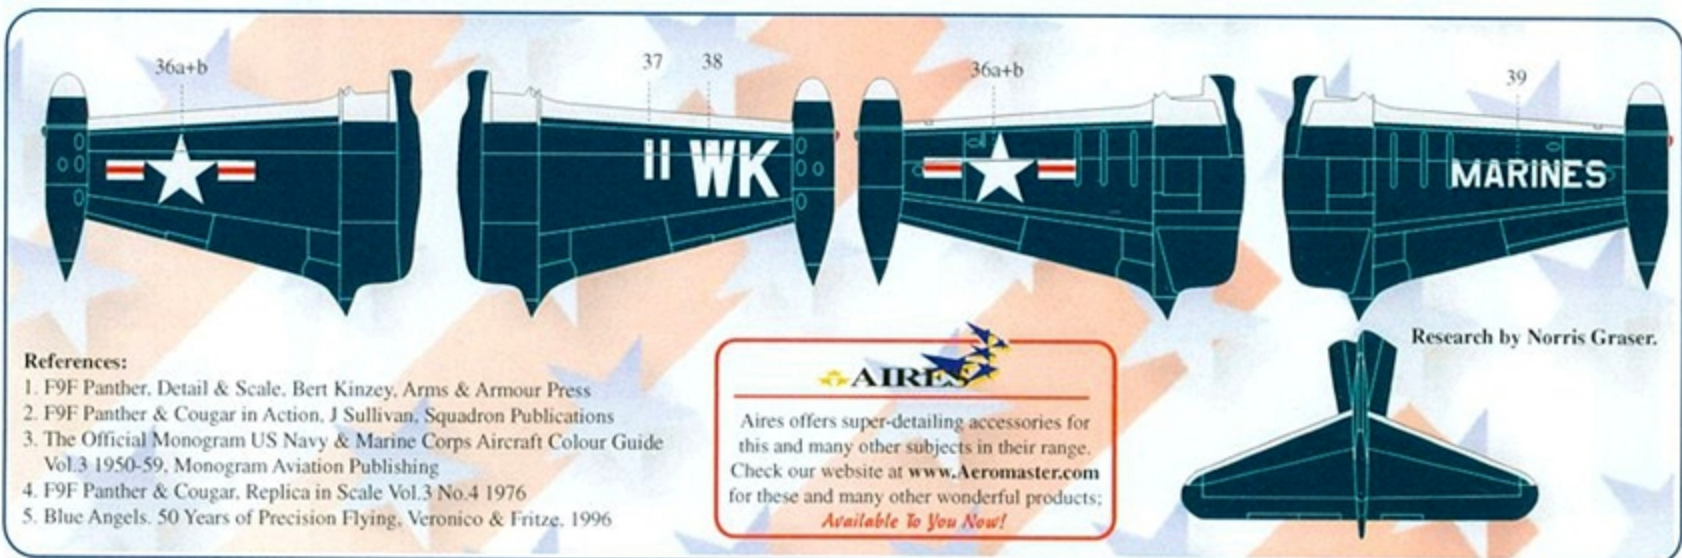 36a+b
37
38
36a+b
39
II WK
MARINES
Research by Norris Graser.
References:
1. F9F Panther, Detail & Scale, Bert Kinzey, Arms & Armour Press
2. F9F Panther & Cougar in Action, J Sullivan, Squadron Publications
3. The Official Monogram US Navy & Marine Corps Aircraft Colour Guide
Vol.3 1950-59, Monogram Aviation Publishing
4. F9F Panther & Cougar, Replica in Scale Vol.3 No.4 1976
5. Blue Angels. 50 Years of Precision Flying, Veronico & Fritze, 1996
AIRES
Aires offers super-detailing accessories for
this and many other subjects in their range.
Check our website at www.Aeromaster.com
for these and many other wonderful products;
Available To You Now!